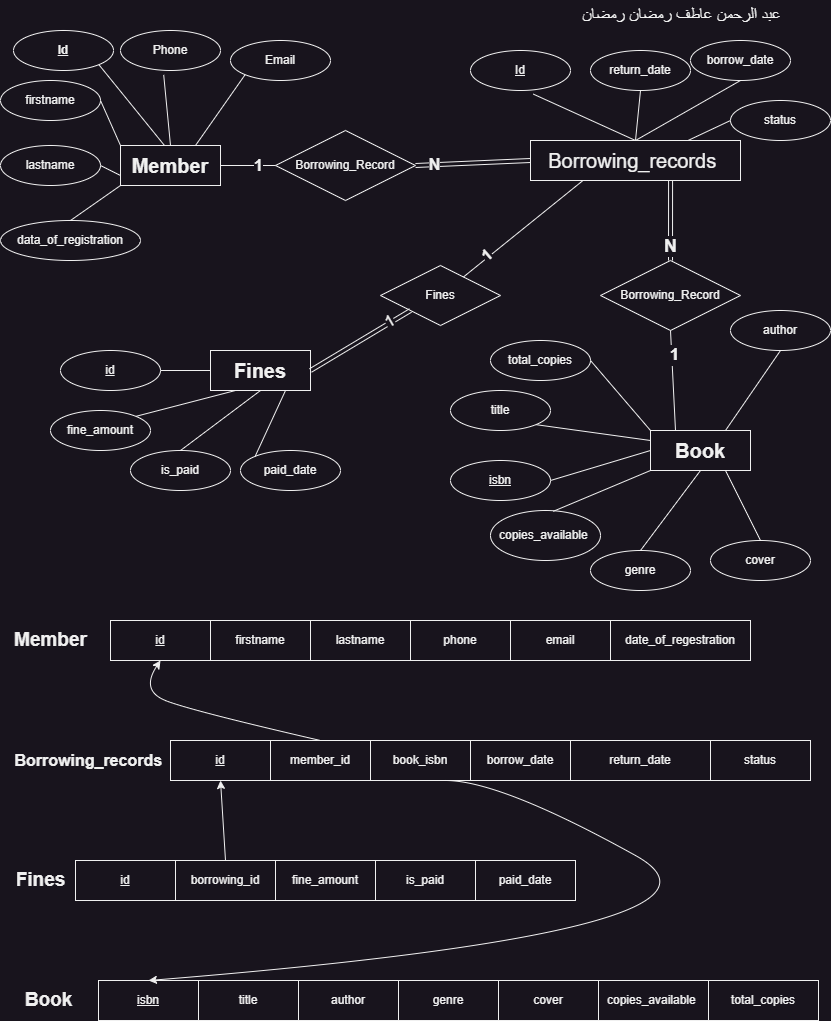 عبد الرحمن عاطف رمضان رمضان
Id
Phone
Email
firstname
lastname
data_of_registration
Member
1
Borrowing_Record
N
Id
return_date
borrow_date
status
Borrowing_records
1
Fines
1
N
Borrowing_Record
1
id
Fines
fine_amount
is_paid
paid_date
author
total_copies
title
Book
isbn
copies_available
genre
cover
Member id firstname lastname phone email date_of_regestration
Borrowing_records id member_id book_isbn borrow_date return_date status
Fines id borrowing_id fine_amount is_paid paid_date
Book isbn title author genre cover copies_available total_copies